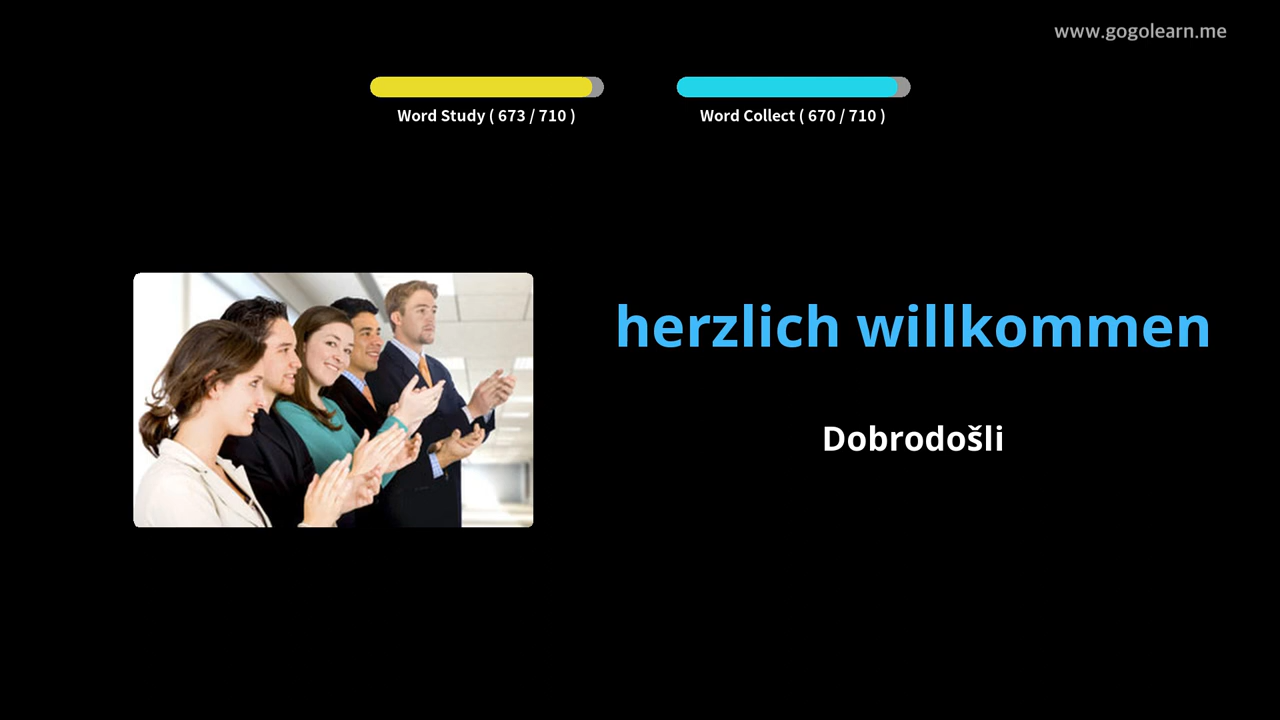 www.gogolearn.me
Word Study ( 673 / 710 )
Word Collect ( 670 / 710 )
herzlich willkommen
Dobrodošli